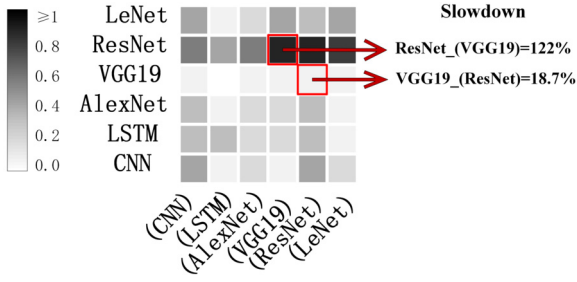 ≥1
0.8
0.6
0.4
0.2
0.0
LeNet
ResNet
VGG19
AlexNet
LSTM
CNN
(CNN)
(LSTM)
(AlexNet)
(VGG19)
(ResNet)
(LeNet)
Slowdown
ResNet_(VGG19)=122%
VGG19_(ResNet)=18.7%